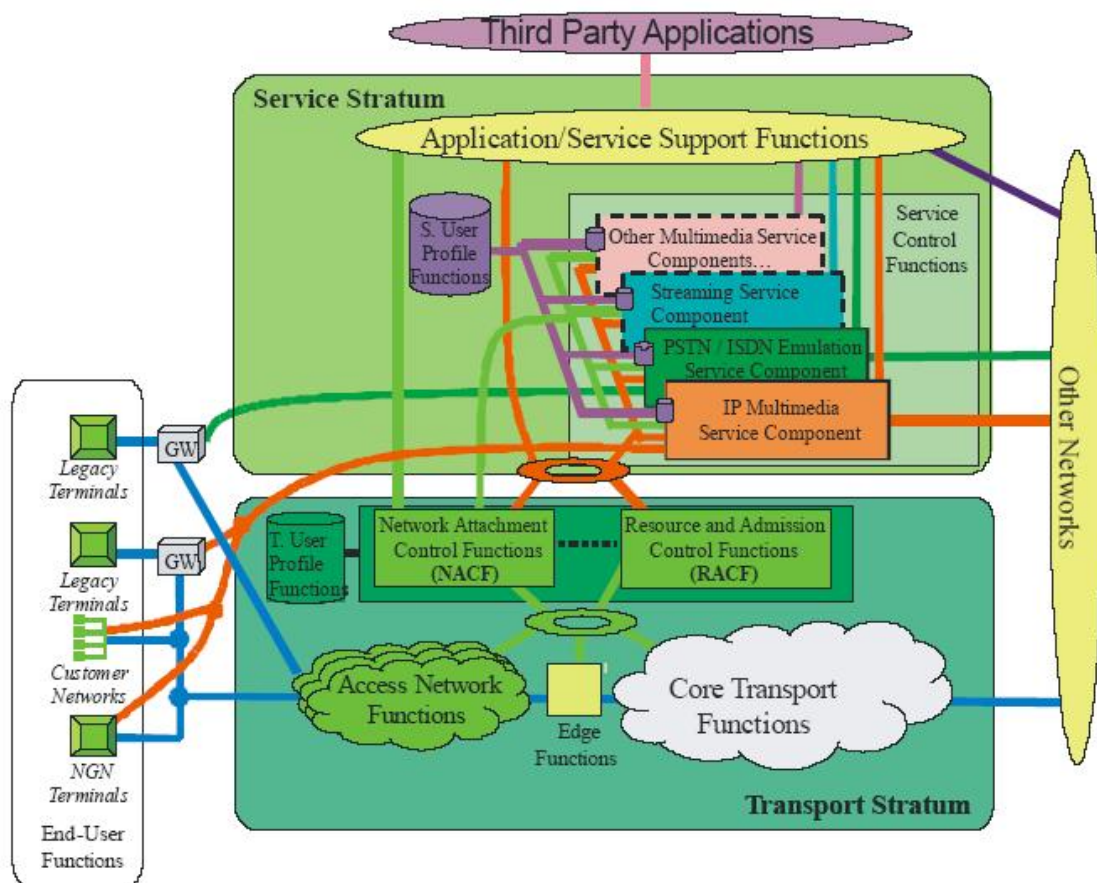 Third Party Applications
Service Stratum
Application/Service Support Functions
S. User
Profile
Functions
Service
Control
Functions
Other Multimedia Service
Components…
Streaming Service
Component
PSTN / ISDN Emulation
Service Component
IP Multimedia
Service Component
Other Networks
GW
Legacy
Terminals
GW
Legacy
Terminals
Customer
Networks
NGN
Terminals
End-User
Functions
T. User
Profile
Functions
Network Attachment
Control Functions
(NACF)
Resource and Admission
Control Functions
(RACF)
Access Network
Functions
Edge
Functions
Core Transport
Functions
Transport Stratum